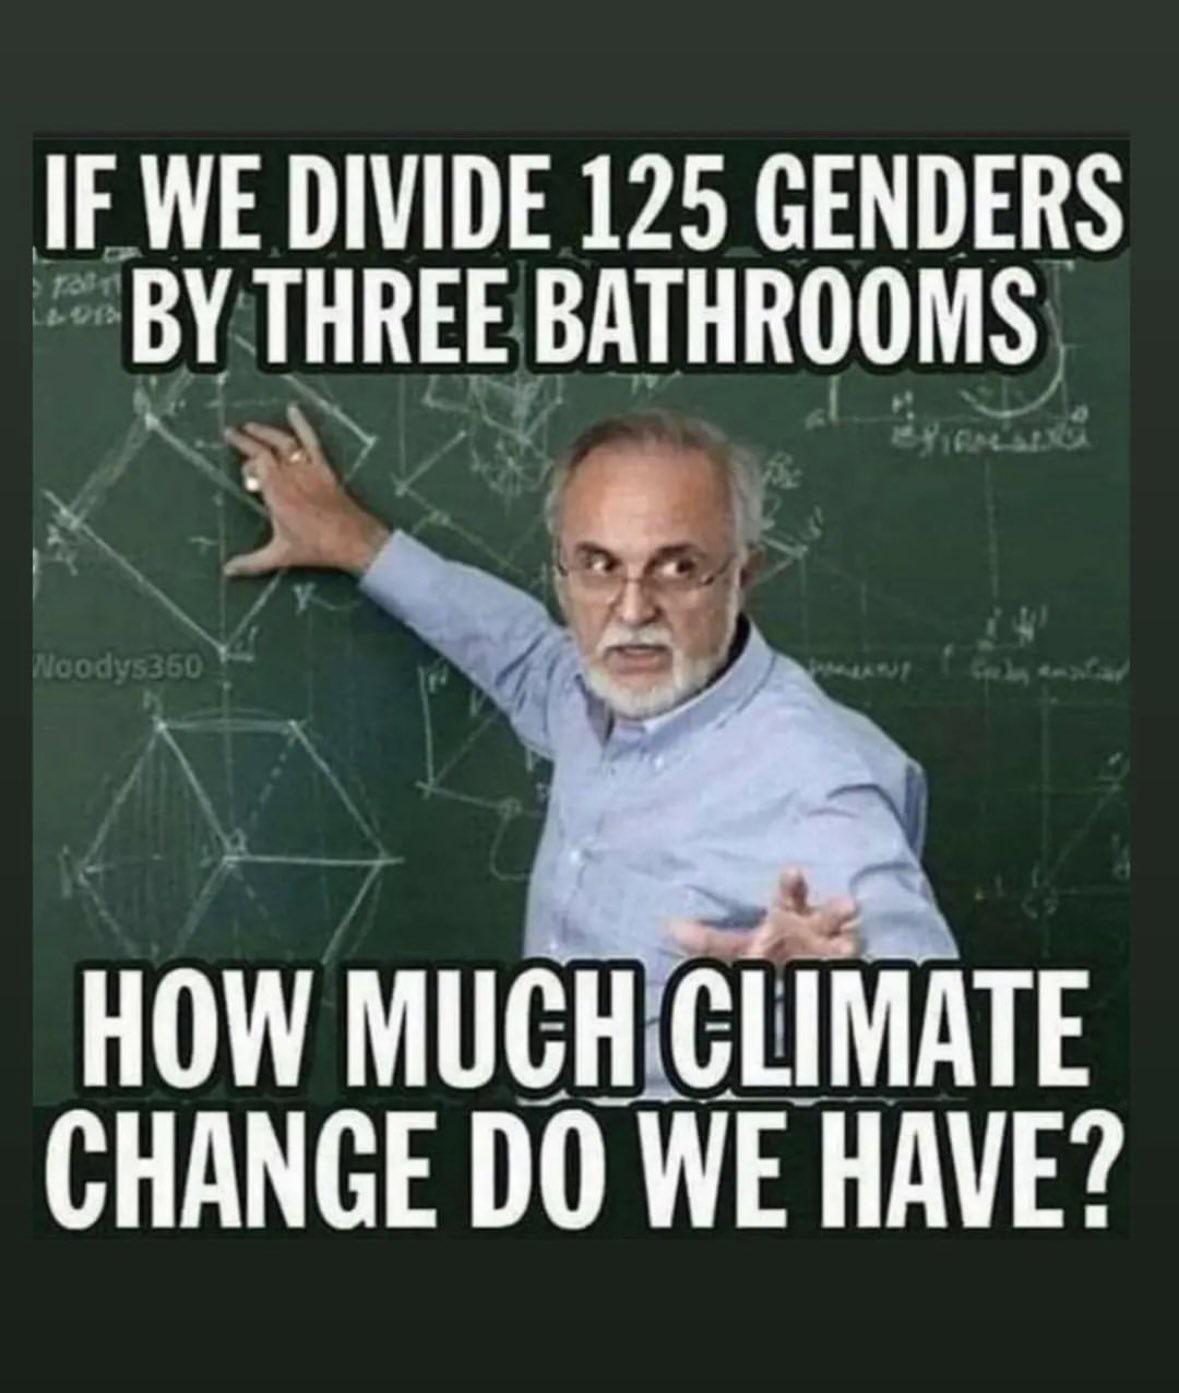 IF WE DIVIDE 125 GENDERS
BY THREE BATHROOMS
Woodys360
HOW MUCH CLIMATE
CHANGE DO WE HAVE?